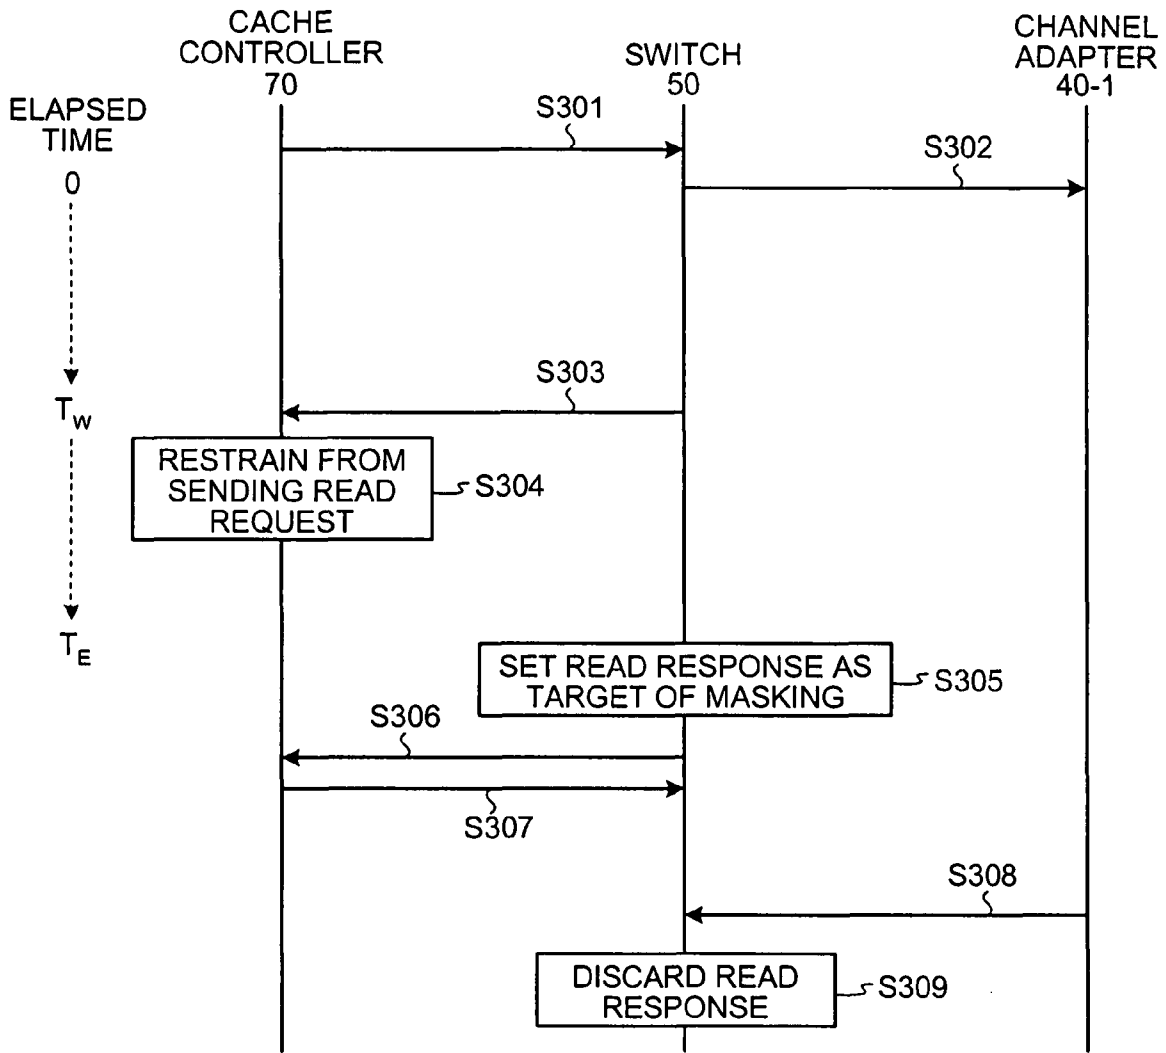 CACHE
CONTROLLER
70
SWITCH
50
CHANNEL
ADAPTER
40-1
ELAPSED
TIME
0
S301
S302
S303
T_W
RESTRAIN FROM
SENDING READ
REQUEST
S304
T_E
SET READ RESPONSE AS
TARGET OF MASKING
S305
S306
S307
S308
DISCARD READ
RESPONSE
S309